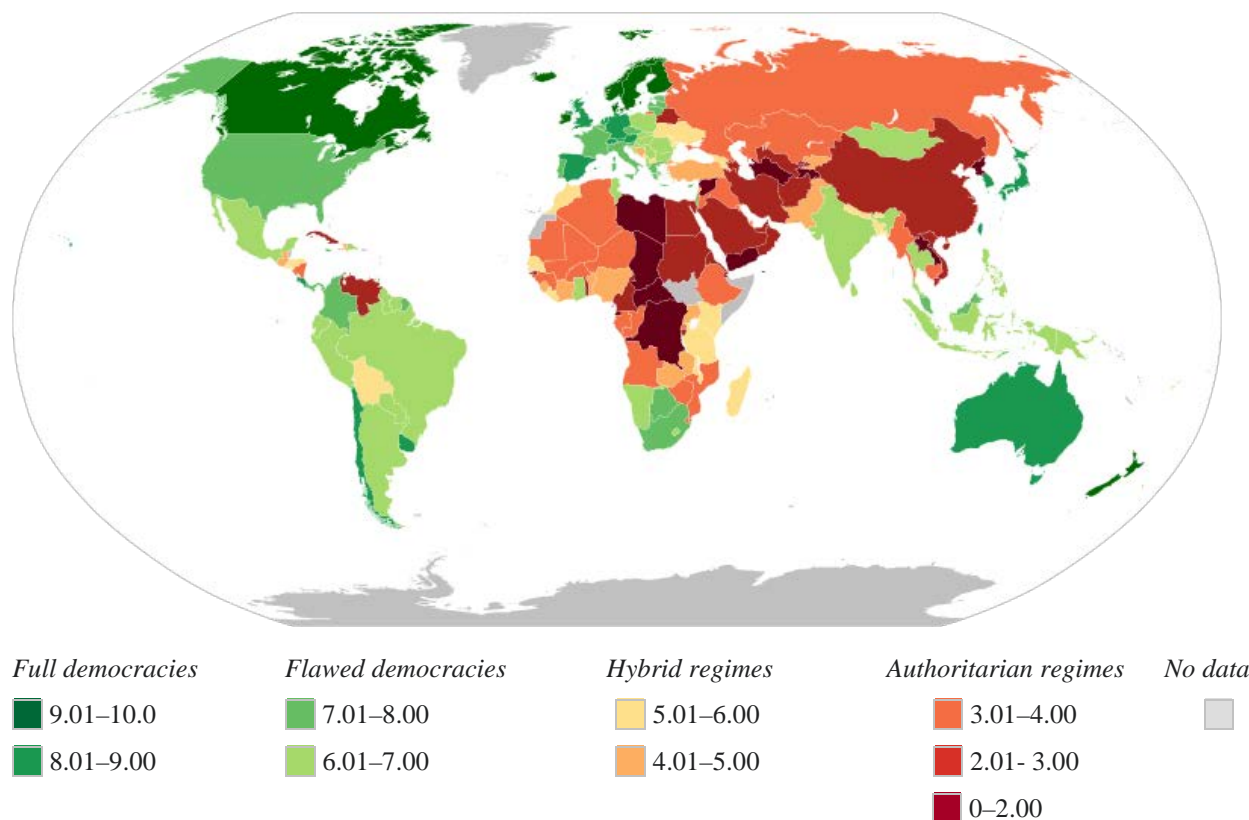 Full democracies Flawed democracies Hybrid regimes Authoritarian regimes No data
9.01–10.0 7.01–8.00 5.01–6.00 3.01–4.00
8.01–9.00 6.01–7.00 4.01–5.00 2.01- 3.00
0–2.00